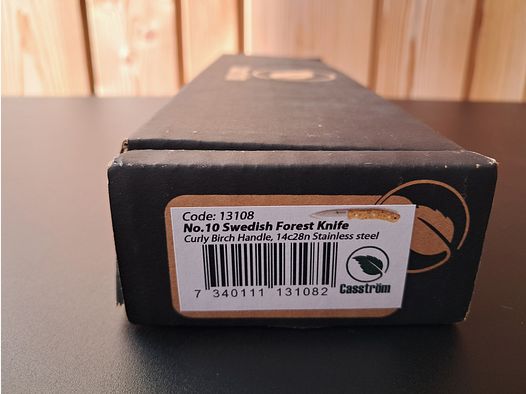 Code: 13108
No.10 Swedish Forest Knife
Curly Birch Handle, 14c28n Stainless steel
7 340111 131082
Casström